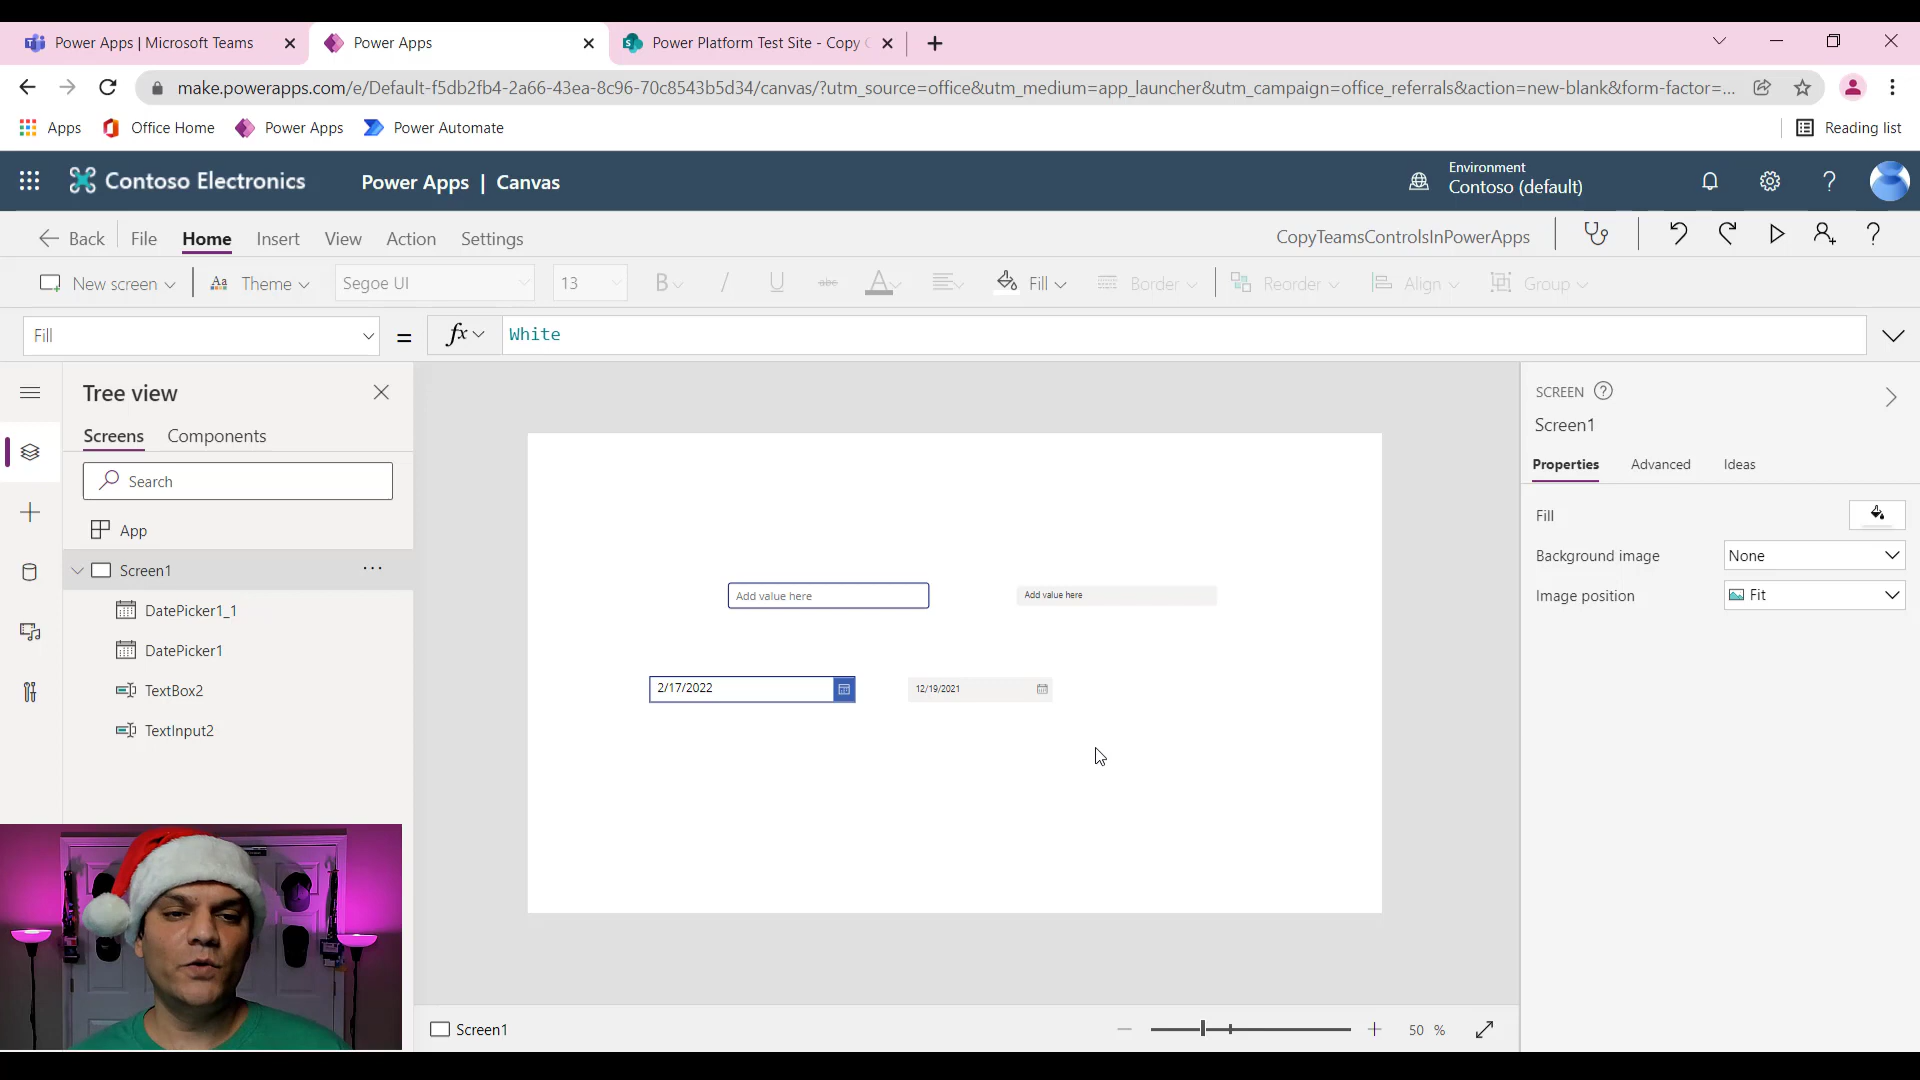 Power Apps | Microsoft Teams
Power Apps
Power Platform Test Site - Copy
make.powerapps.com/e/Default-f5db2fb4-2a66-43ea-8c96-70c8543b5d34/canvas/?utm_source=office&utm_medium=app_launcher&utm_campaign=office_referrals&action=new-blank&form-factor=...
Apps
Office Home
Power Apps
Power Automate
Reading list
Contoso Electronics
Power Apps | Canvas
Environment
Contoso (default)
Back
File
Home
Insert
View
Action
Settings
CopyTeamsControlsInPowerApps
New screen
Theme
Segoe UI
13
B
I
U
abc
A
Fill
Border
Reorder
Align
Group
Fill
=
fx
White
Tree view
Screens
Components
Search
App
Screen1
DatePicker1_1
DatePicker1
TextBox2
TextInput2
Add value here
Add value here
2/17/2022
12/19/2021
SCREEN
Screen1
Properties
Advanced
Ideas
Fill
Background image
None
Image position
Fit
Screen1
50 %